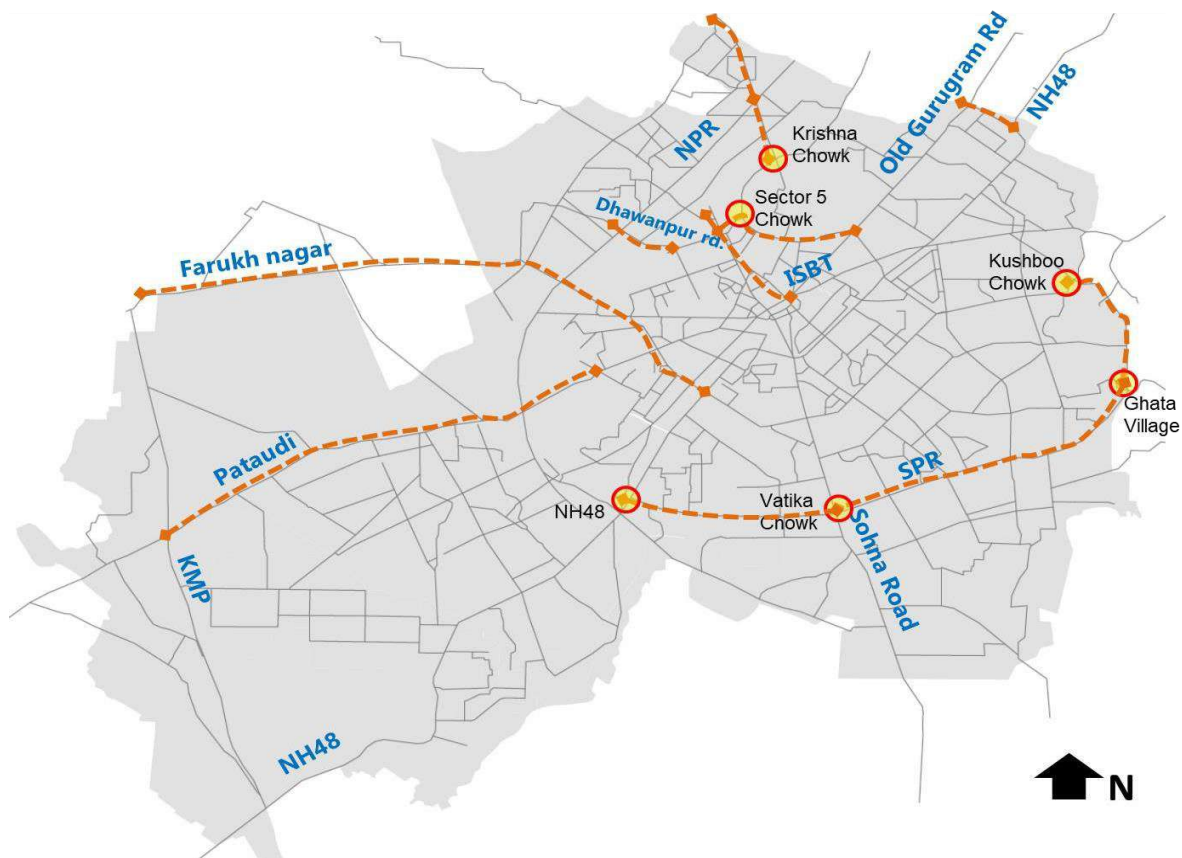 Old Gurugram Rd
NH48
NPR
Krishna
Chowk
Sector 5
Chowk
Dhawanpur rd.
ISBT
Farukh nagar
Kushboo
Chowk
Ghata
Village
Pataudi
SPR
NH48
Vatika
Chowk
Sohna Road
KMP
NH48
N